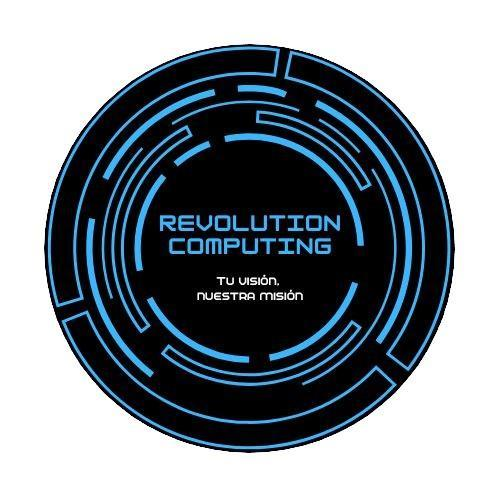 REVOLUTION
COMPUTING
TU VISIÓN,
NUESTRA MISIÓN